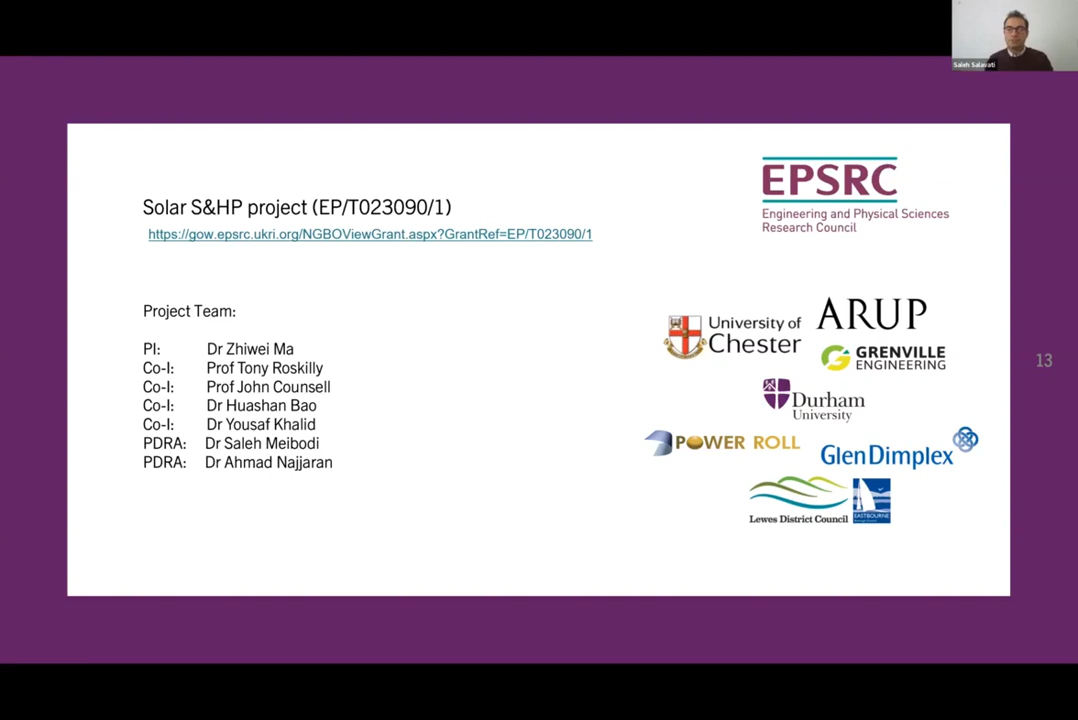 Saleh Salavati
EPSRC
Engineering and Physical Sciences
Research Council
Solar S&HP project (EP/T023090/1)
https://gow.epsrc.ukri.org/NGBOViewGrant.aspx?GrantRef=EP/T023090/1
Project Team:
PI: Dr Zhiwei Ma
Co-I: Prof Tony Roskilly
Co-I: Prof John Counsell
Co-I: Dr Huashan Bao
Co-I: Dr Yousaf Khalid
PDRA: Dr Saleh Meibodi
PDRA: Dr Ahmad Najjaran
University of
Chester
ARUP
GRENVILLE
ENGINEERING
Durham
University
POWER ROLL
GlenDimplex
Lewes District Council
EASTBOURNE
13